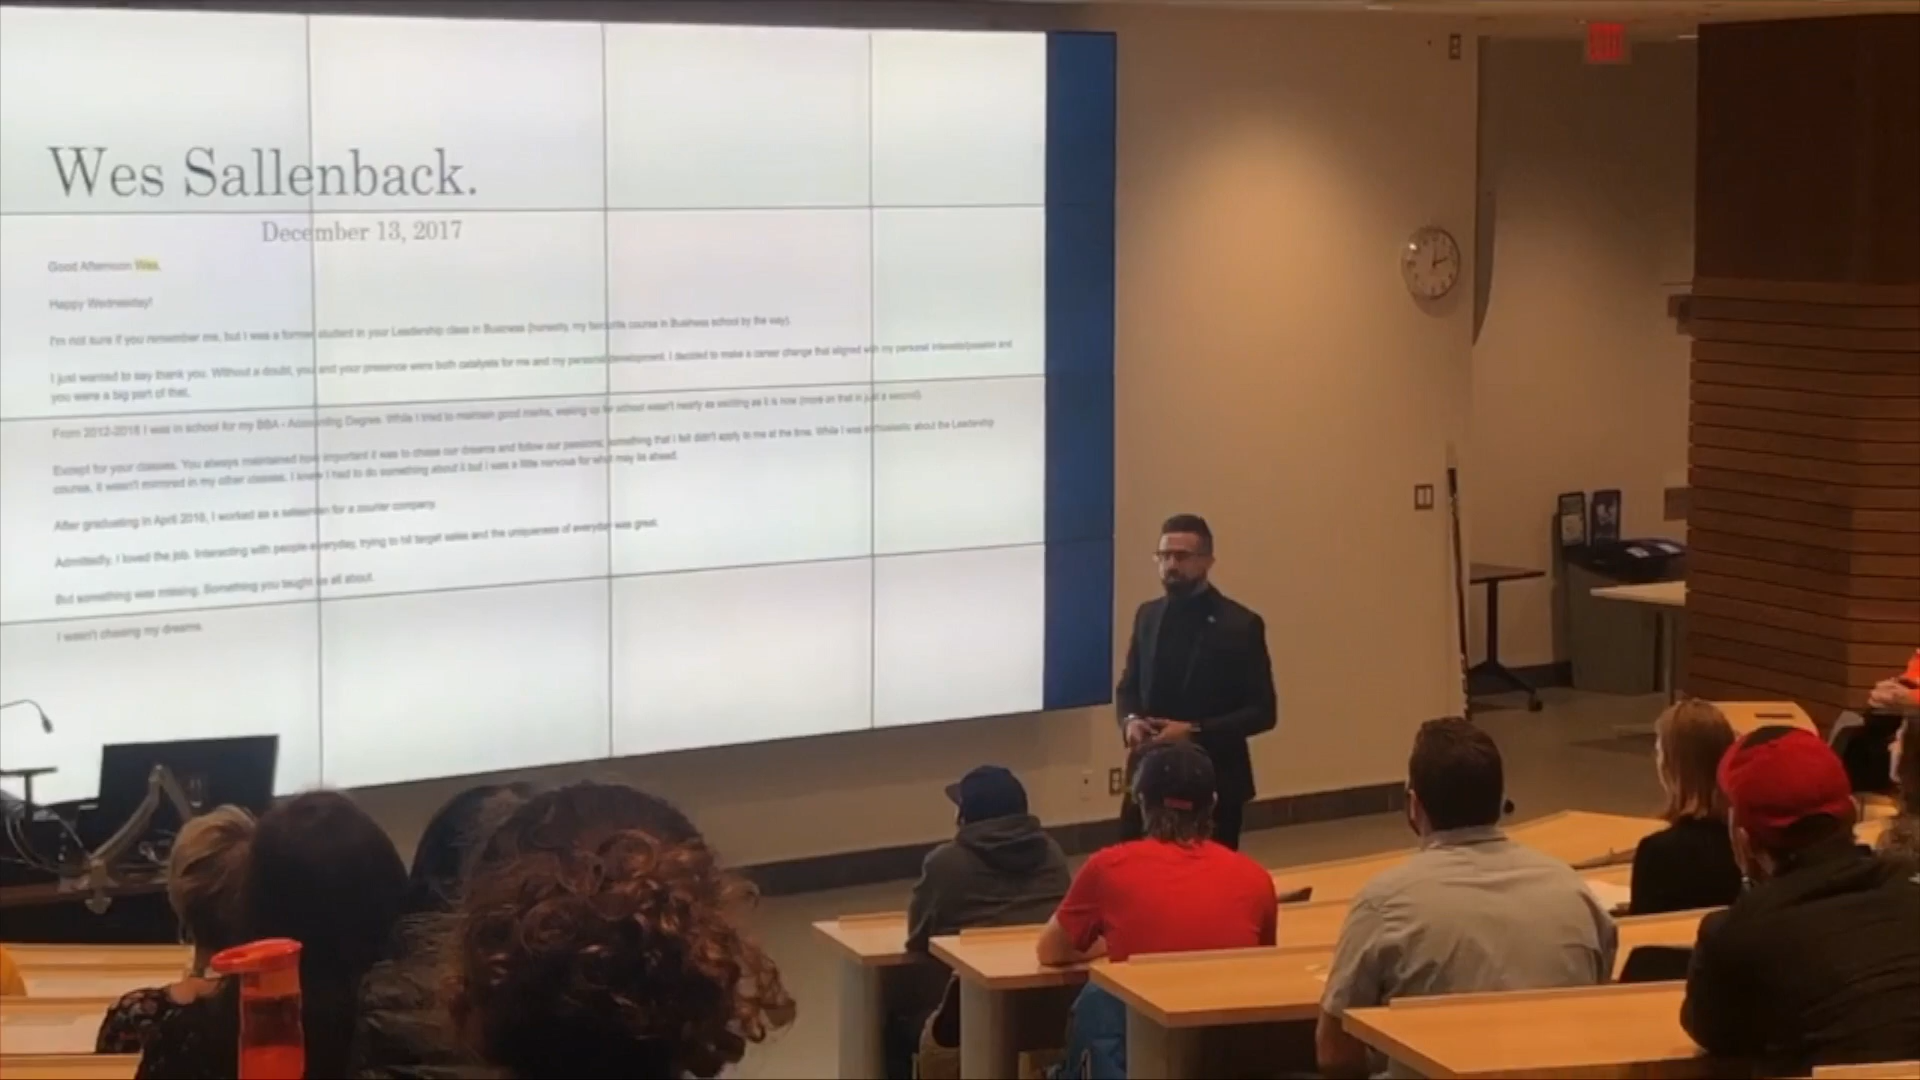 Wes Sallenback.
December 13, 2017
Good Afternoon Wes,
Happy Wednesday!
I'm not sure if you remember me, but I was a former student in your Leadership class in Business (honestly, my favourite course in Business school by the way).
I just wanted to say thank you. Without a doubt, you and your presence were both catalysts for me and my personal development. I decided to make a career change that aligned with my personal interests/passion and
you were a big part of that.
From 2012-2016 I was in school for my BBA - Accounting Degree. While I tried to maintain good marks, waking up for school wasn't nearly as exciting as it is now (more on that in just a second).
Except for your classes. You always maintained how important it was to chase our dreams and follow our passions; something that I felt didn't apply to me at the time. While I was enthusiastic about the Leadership
course, it wasn't mirrored in my other classes. I knew I had to do something about it but I was a little nervous for what may lie ahead.
After graduating in April 2016, I worked as a salesman for a courier company.
Admittedly, I loved the job. Interacting with people everyday, trying to hit target sales and the uniqueness of everyday was great.
But something was missing. Something you taught us all about.
I wasn't chasing my dreams.